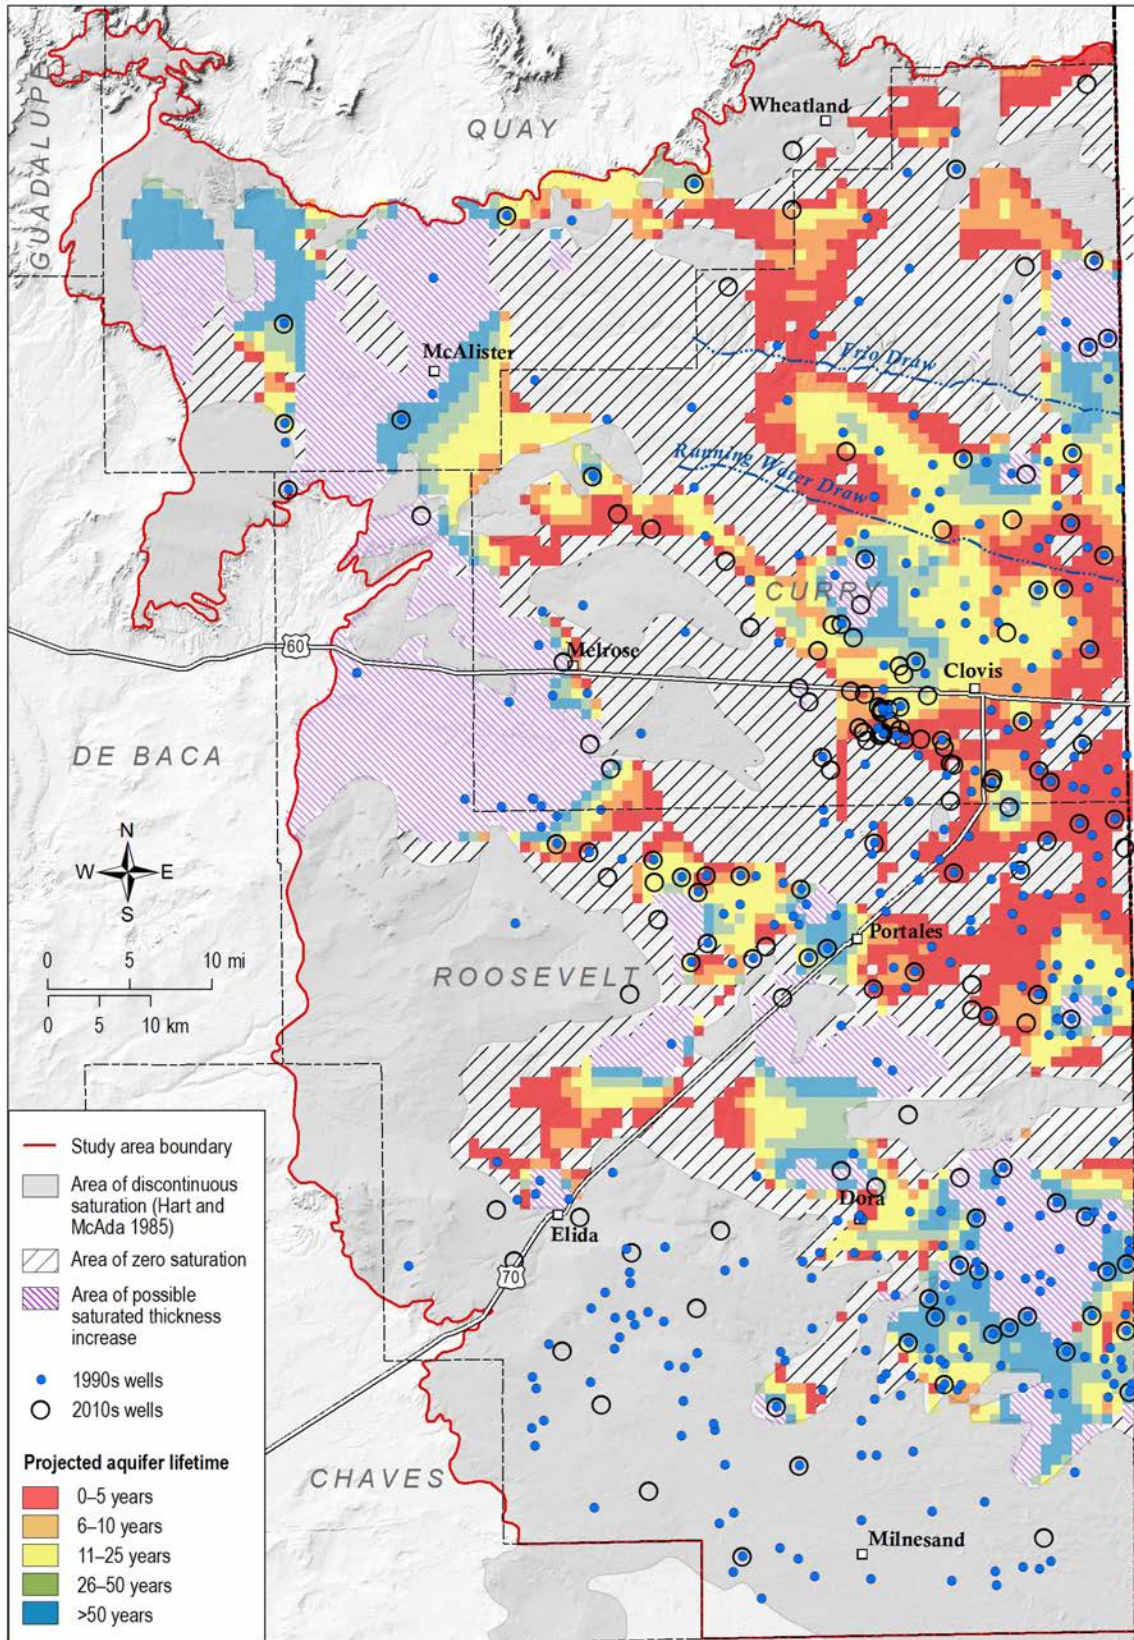 GUADALUPE
QUAY
Wheatland
McAlister
Frio Draw
Running Water Draw
CURRY
60
Melrose
Clovis
DE BACA
N
W E
S
0 5 10 mi
0 5 10 km
Portales
ROOSEVELT
Dora
Elida
70
CHAVES
Milnesand
Study area boundary
Area of discontinuous
saturation (Hart and
McAda 1985)
Area of zero saturation
Area of possible
saturated thickness
increase
1990s wells
2010s wells
Projected aquifer lifetime
0–5 years
6–10 years
11–25 years
26–50 years
>50 years